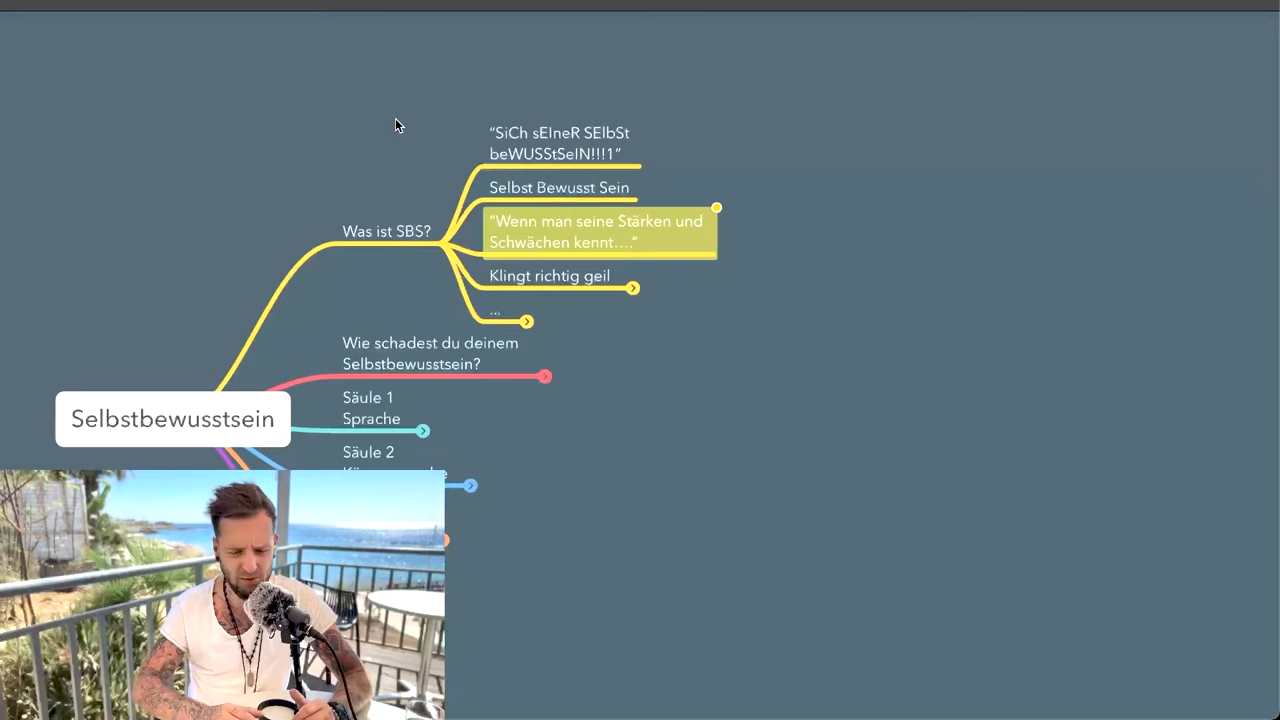 “SiCh sEIneR SElbSt
beWUSStSeIN!!!1”
Selbst Bewusst Sein
“Wenn man seine Stärken und
Schwächen kennt....”
Was ist SBS?
Klingt richtig geil
...
Wie schadest du deinem
Selbstbewusstsein?
Säule 1
Sprache
Selbstbewusstsein
Säule 2